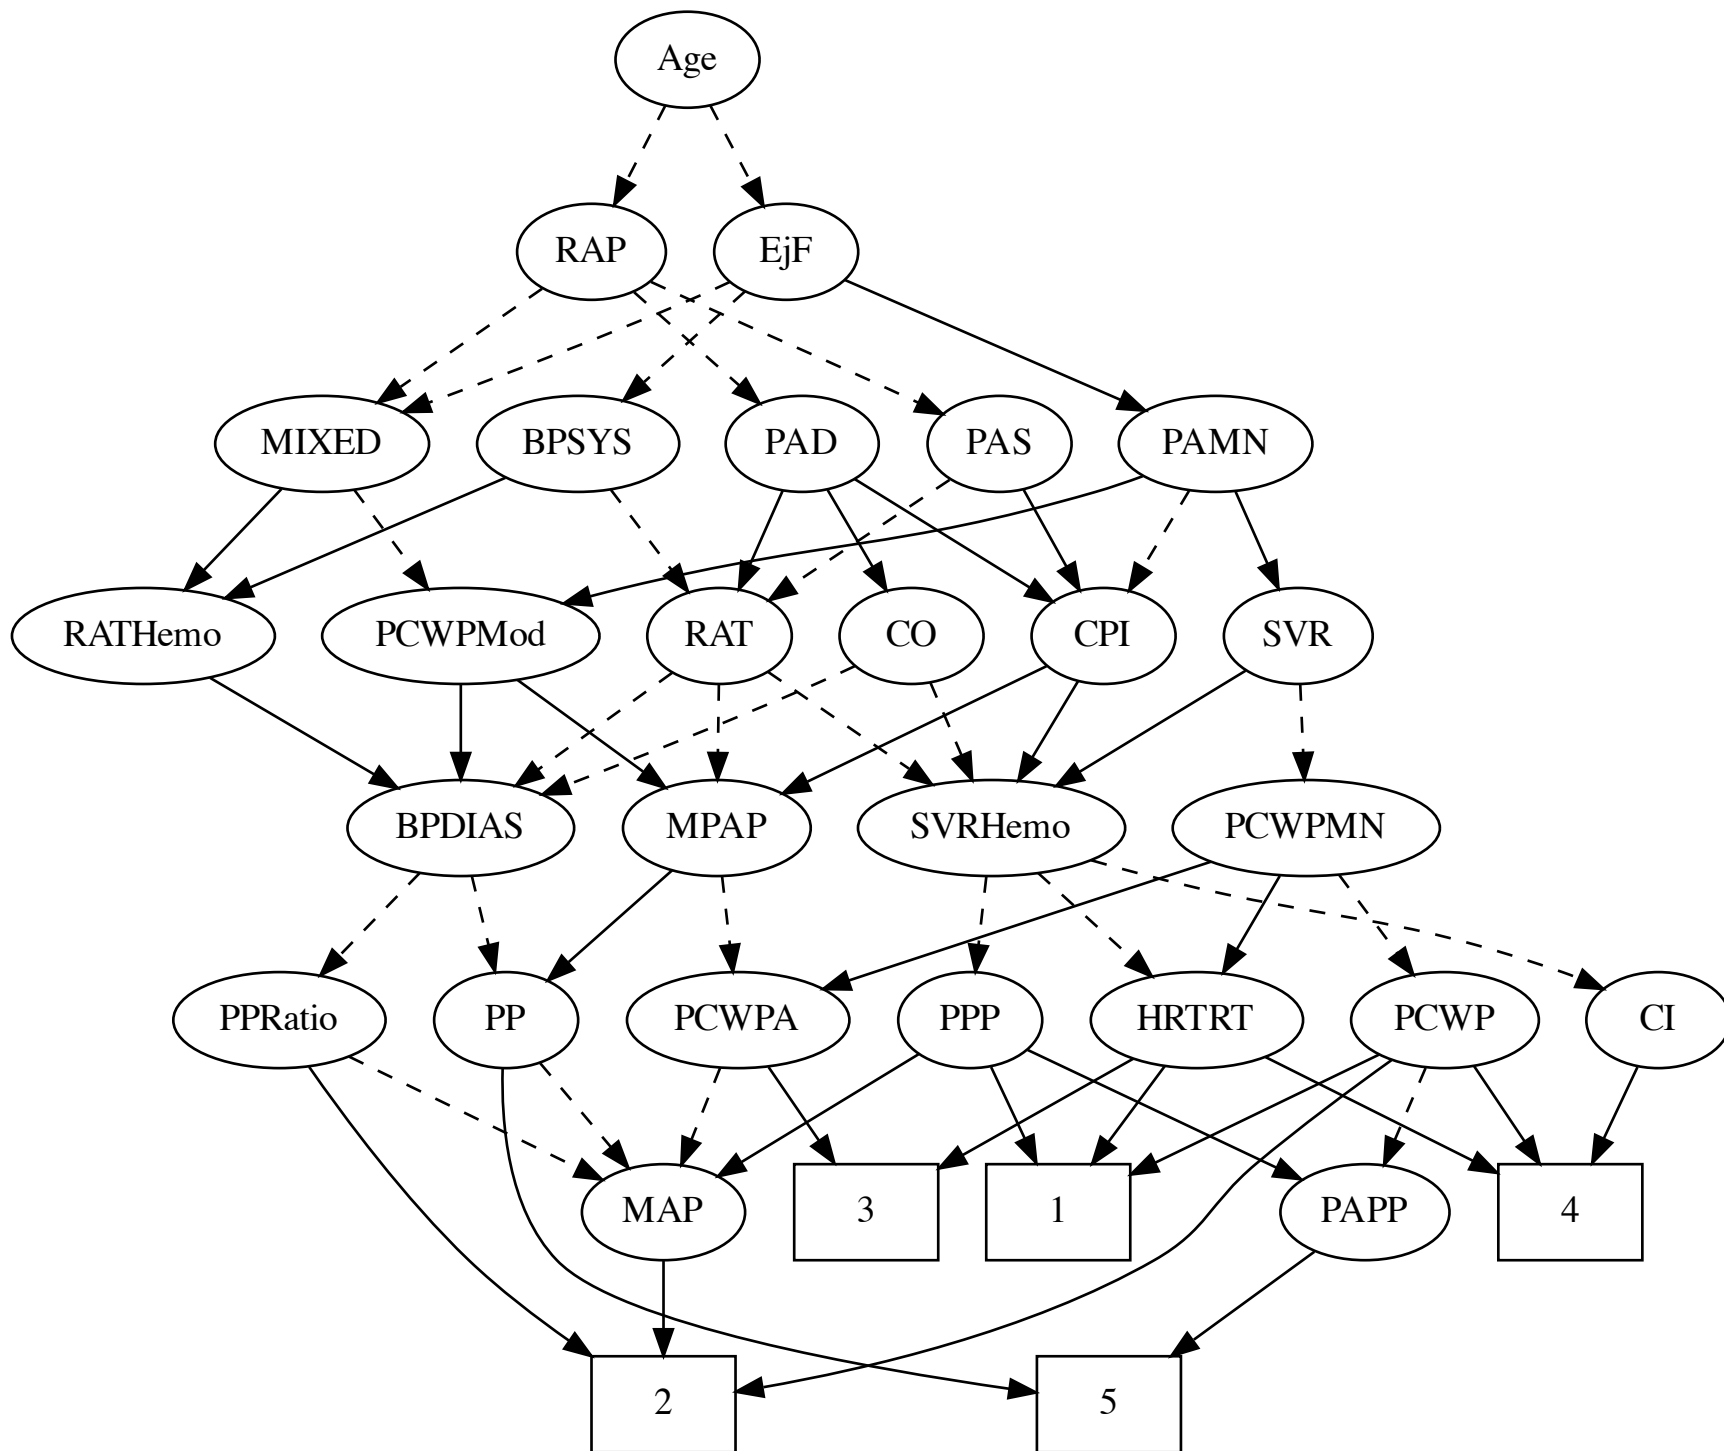 Age
RAP
EjF
MIXED
BPSYS
PAD
PAS
PAMN
RATHemo
PCWPMod
RAT
CO
CPI
SVR
BPDIAS
MPAP
SVRHemo
PCWPMN
PPRatio
PP
PCWPA
PPP
HRTRT
PCWP
CI
MAP
3
1
PAPP
4
2
5